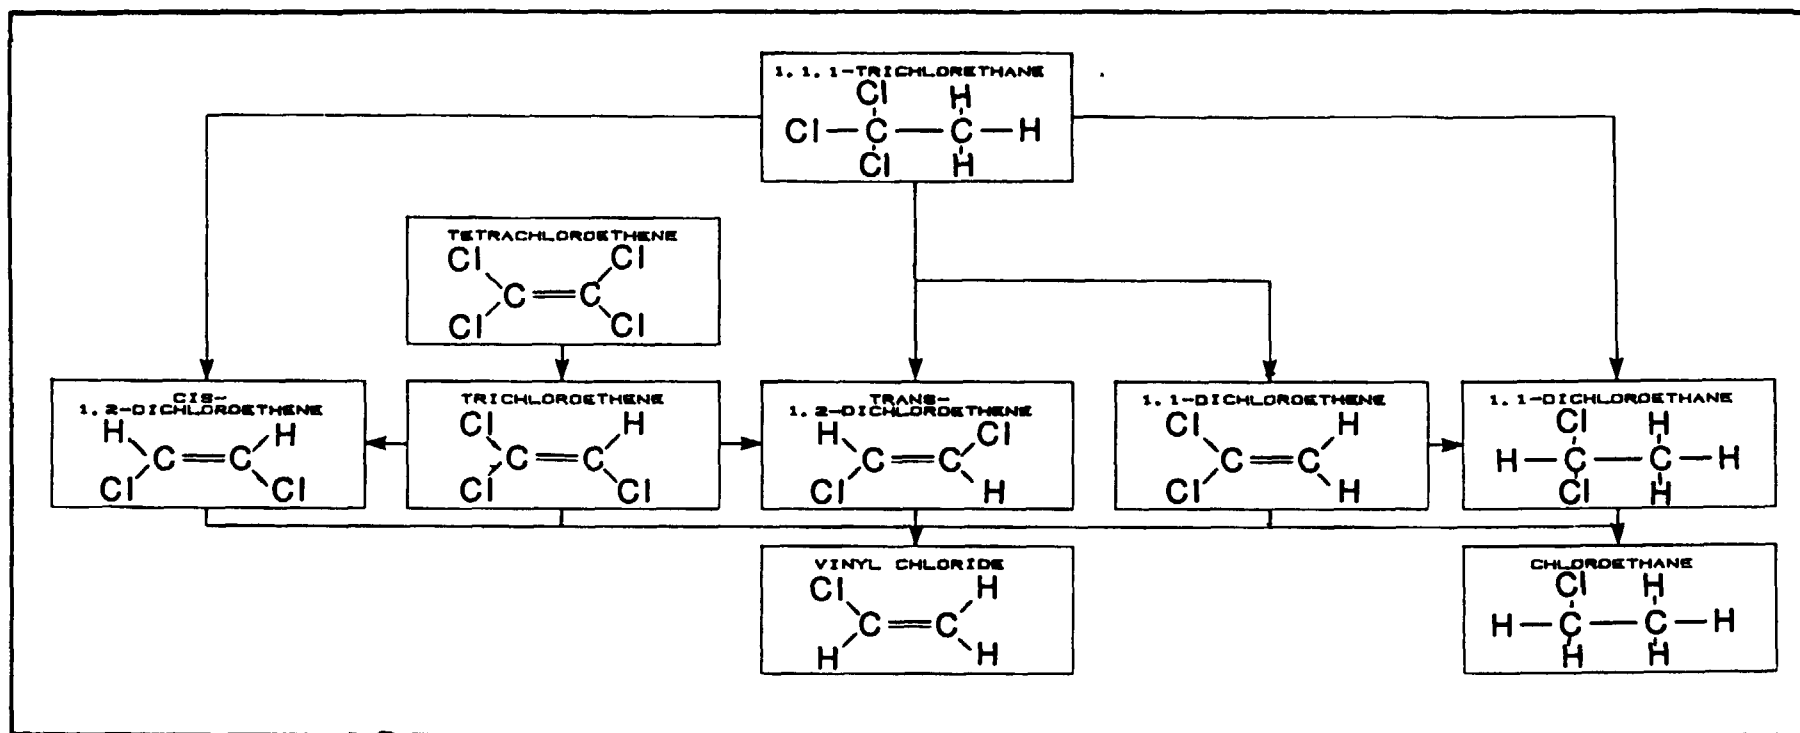 1,1,1-TRICHLORETHANE
Cl H
Cl C C H
Cl H
TETRACHLOROETHENE
Cl Cl
C C
Cl Cl
CIS-
1,2-DICHLOROETHENE
H H
C C
Cl Cl
TRICHLOROETHENE
Cl H
C C
Cl Cl
TRANS-
1,2-DICHLOROETHENE
H Cl
C C
Cl H
1,1-DICHLOROETHENE
Cl H
C C
Cl H
1,1-DICHLOROETHANE
Cl H
H C C H
Cl H
VINYL CHLORIDE
Cl H
C C
H H
CHLOROETHANE
Cl H
H C C H
H H